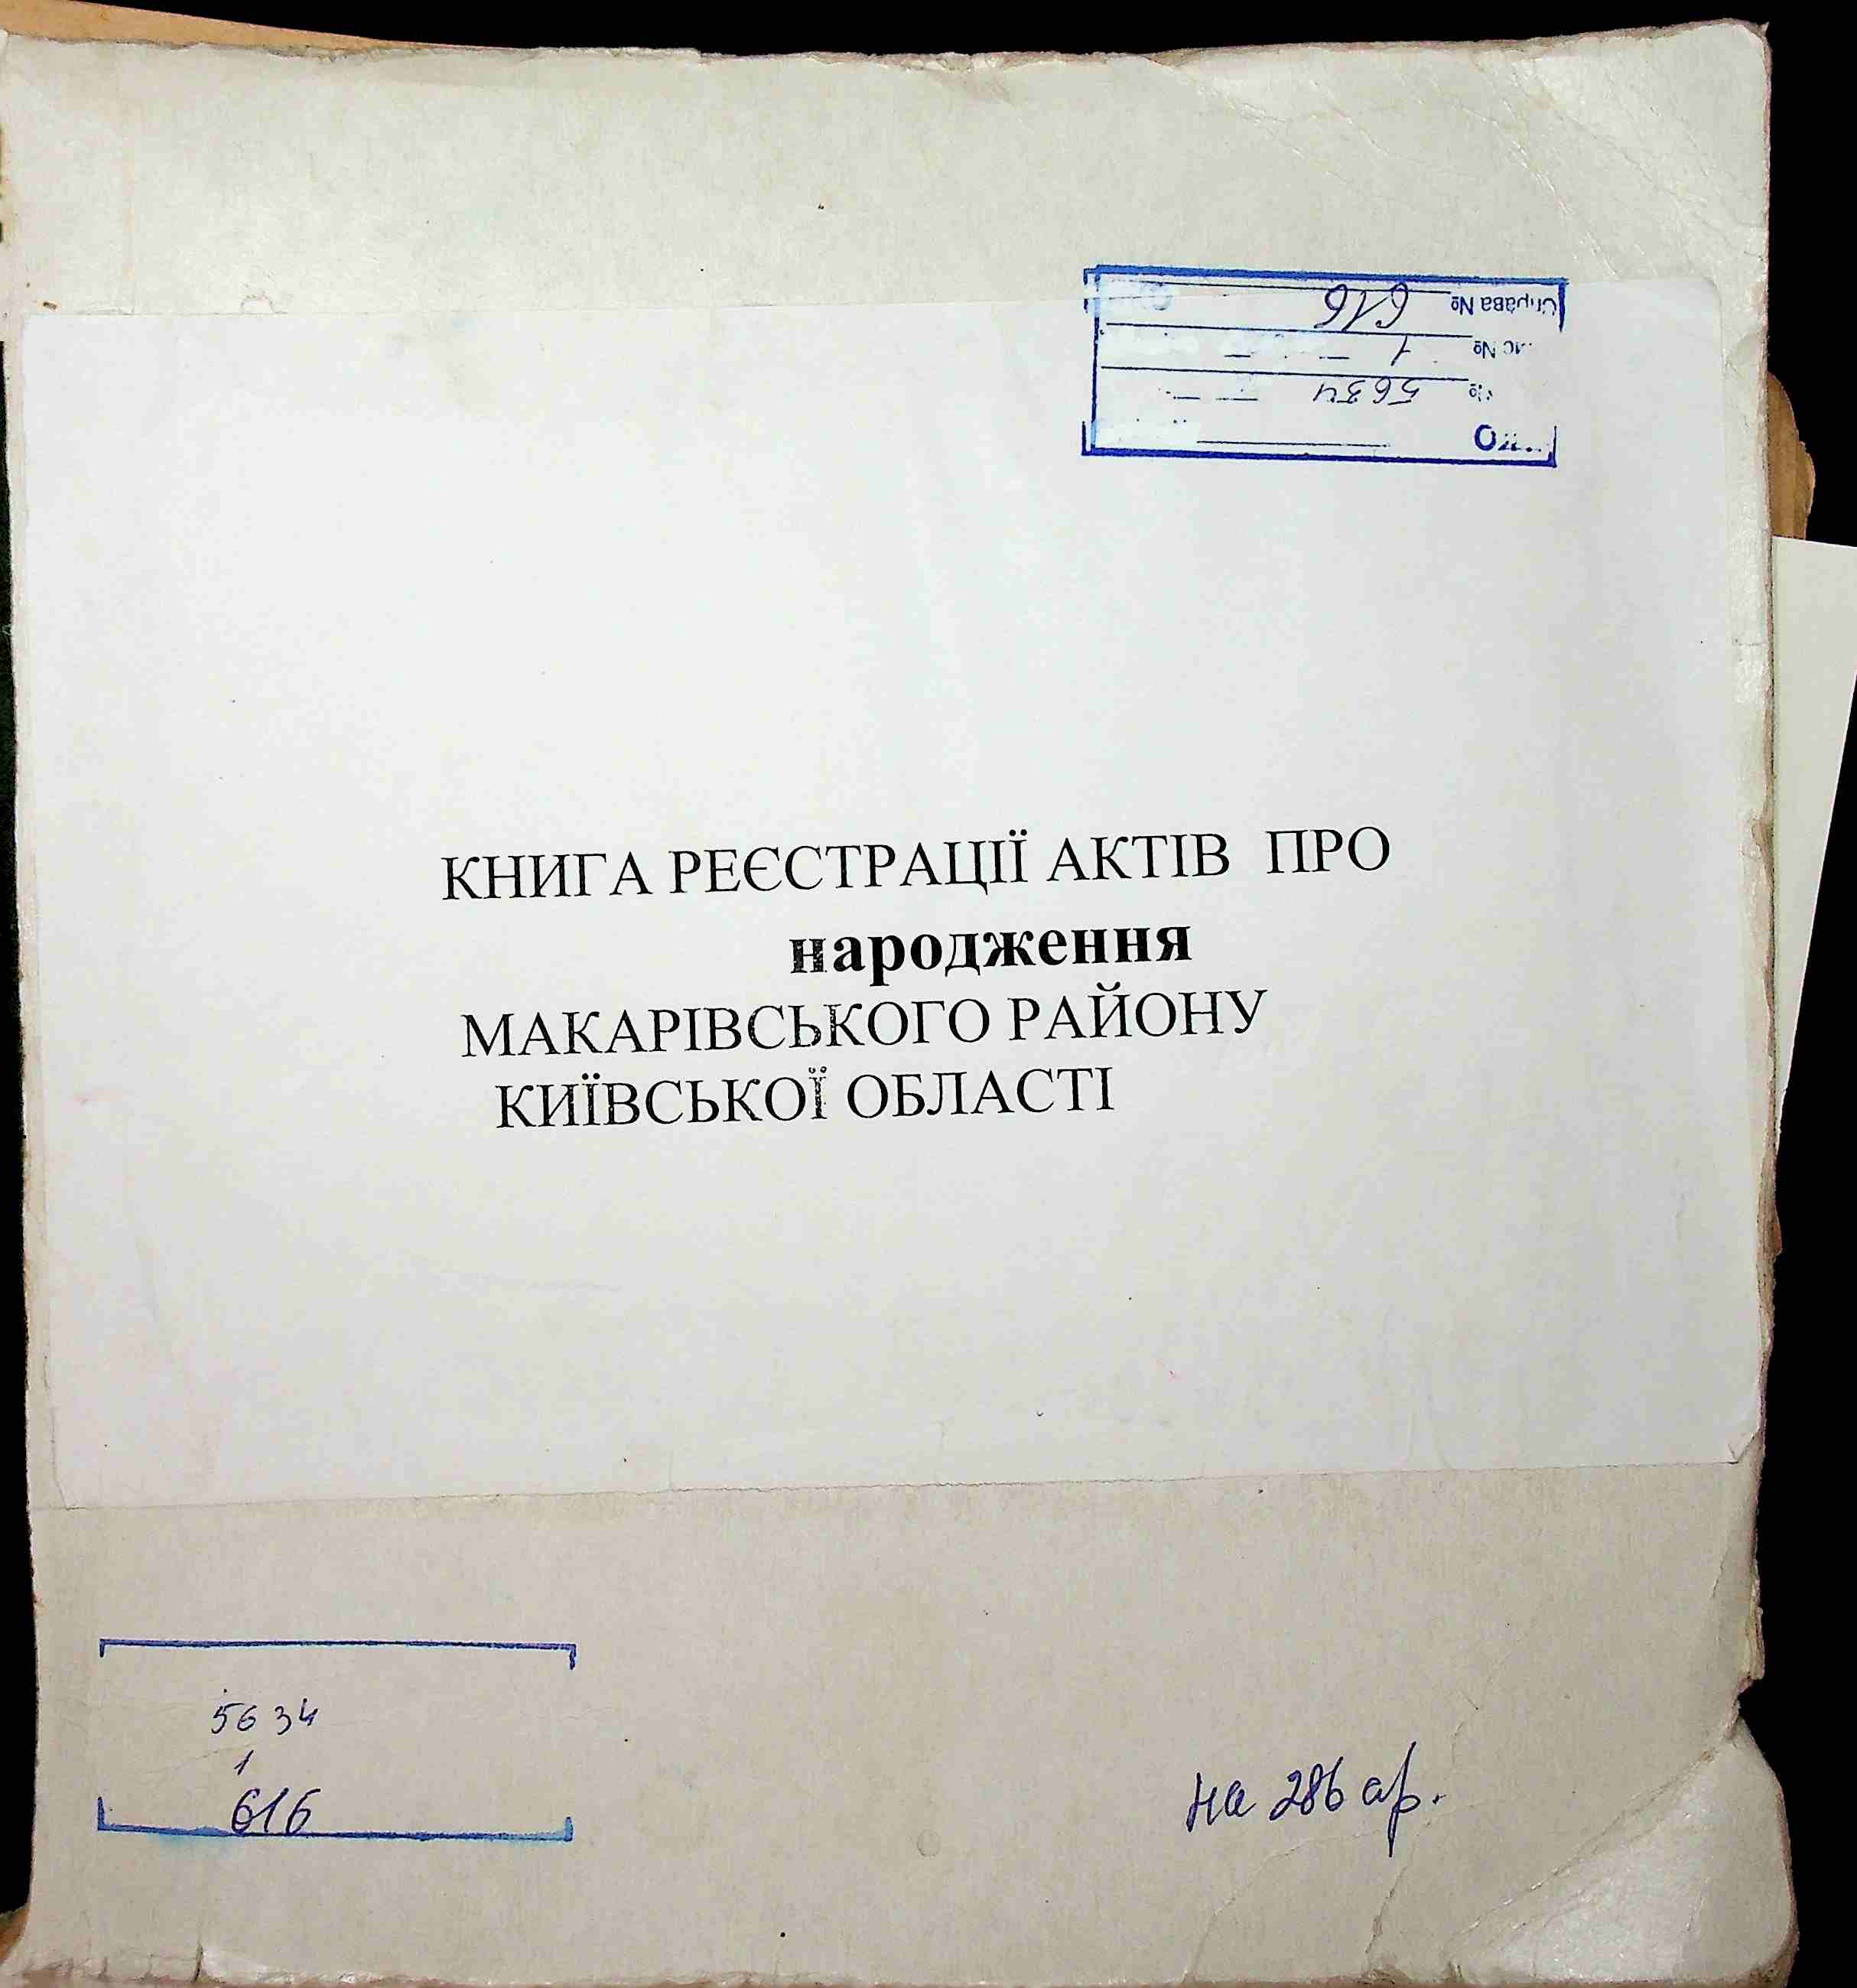 Справа № 616
1
5634
КНИГА РЕЄСТРАЦІЇ АКТІВ ПРО
народження
МАКАРІВСЬКОГО РАЙОНУ
КИЇВСЬКОЇ ОБЛАСТІ
5634
1
616
на 286 ар.